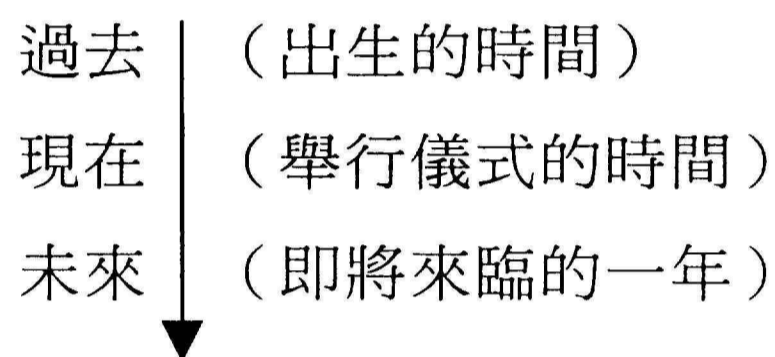 過去 （出生的時間）
現在 （舉行儀式的時間）
未來 （即將來臨的一年）